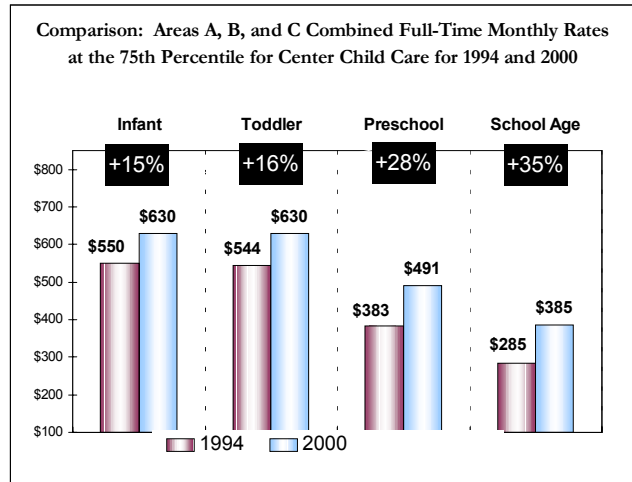 Comparison: Areas A, B, and C Combined Full-Time Monthly Rates
at the 75th Percentile for Center Child Care for 1994 and 2000
Infant Toddler Preschool School Age
+15% +16% +28% +35%
$800
$700
$600
$500
$400
$300
$200
$100
$550 $630 $544 $630 $383 $491 $285 $385
1994 2000